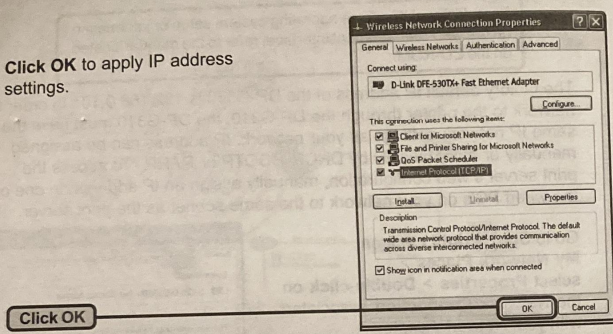 Click OK to apply IP address
settings.
Click OK
Wireless Network Connection Properties
General Wireless Networks Authentication Advanced
Connect using:
D-Link DFE-530TX+ Fast Ethernet Adapter
Configure...
This connection uses the following items:
Client for Microsoft Networks
File and Printer Sharing for Microsoft Networks
QoS Packet Scheduler
Internet Protocol (TCP/IP)
Install... Uninstall Properties
Description
Transmission Control Protocol/Internet Protocol. The default
wide area network protocol that provides communication
across diverse interconnected networks.
Show icon in notification area when connected
OK Cancel